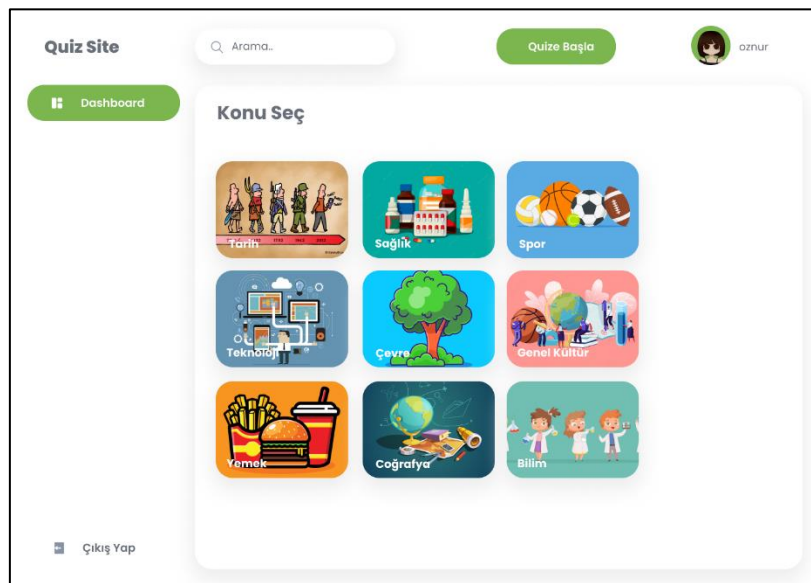 Quiz Site
Arama..
Quize Başla
oznur
Dashboard
Konu Seç
Tarih
Sağlık
Spor
Teknoloji
Çevre
Genel Kültür
Yemek
Coğrafya
Bilim
Çıkış Yap